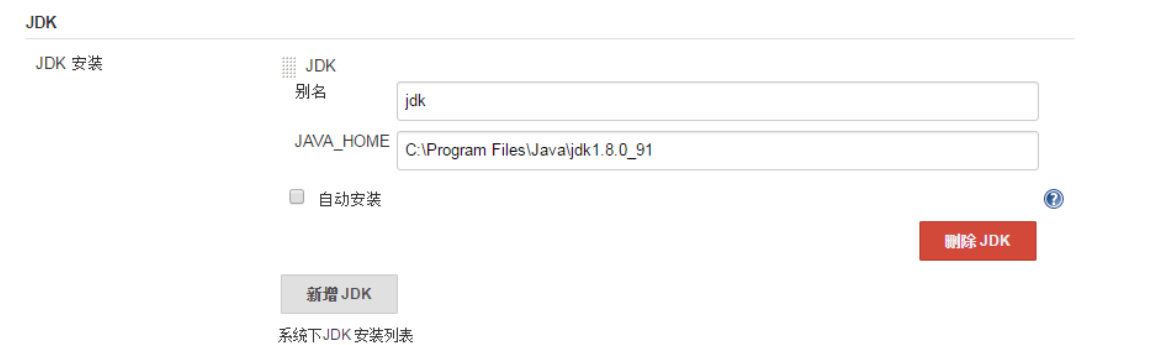 JDK
JDK 安装
JDK
别名
jdk
JAVA_HOME
C:\Program Files\Java\jdk1.8.0_91
自动安装
删除 JDK
新增 JDK
系统下JDK 安装列表